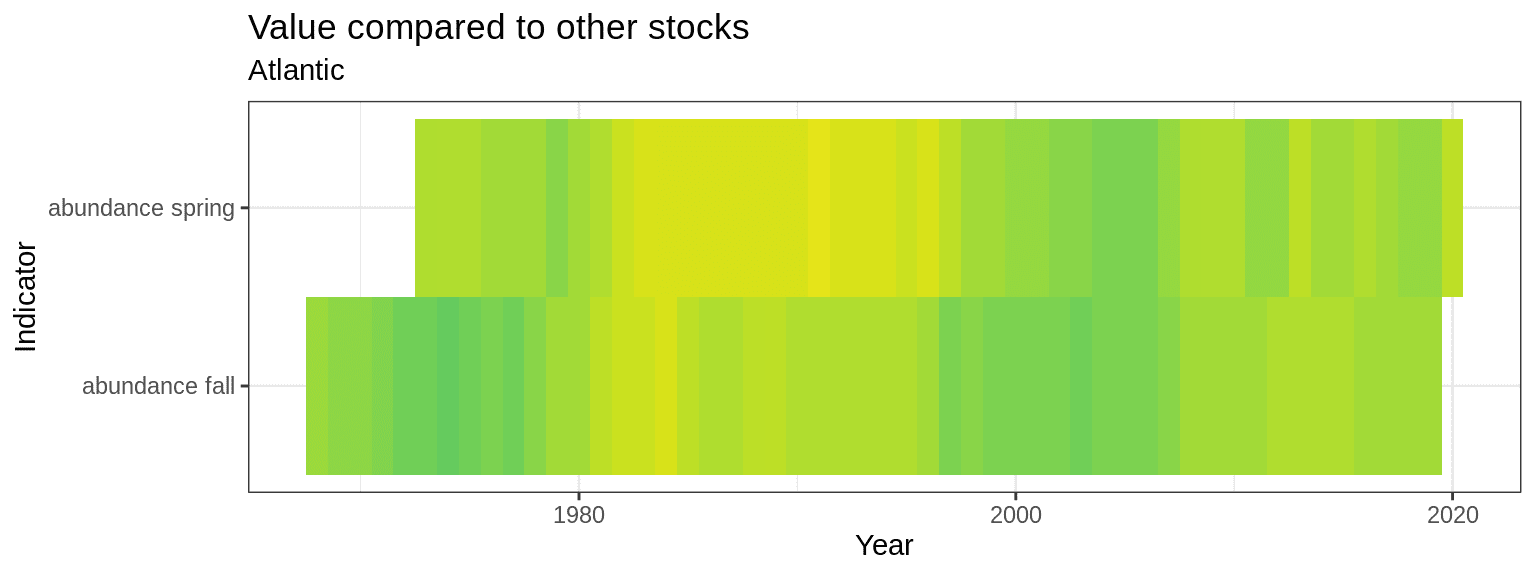 Value compared to other stocks
Atlantic
Indicator
abundance spring
abundance fall
1980 2000 2020
Year